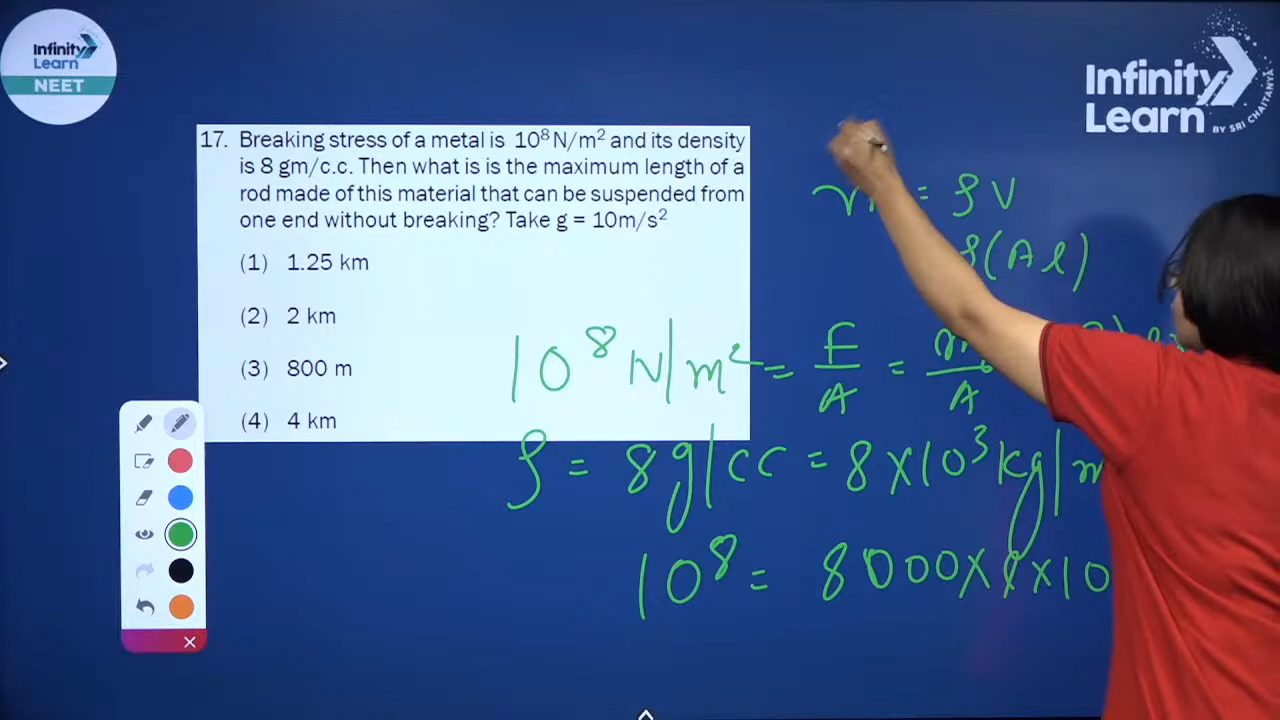 Infinity
Learn
NEET
Infinity
Learn
BY SRI CHAITANYA
17. Breaking stress of a metal is 10⁸ N/m² and its density
is 8 gm/c.c. Then what is is the maximum length of a
rod made of this material that can be suspended from
one end without breaking? Take g = 10m/s²
(1) 1.25 km
(2) 2 km
(3) 800 m
(4) 4 km
= ρV
ρ(Al)
10⁸ N/m² = F/A =
ρ = 8g/cc = 8×10³ kg/m
10⁸ = 8000×l×10